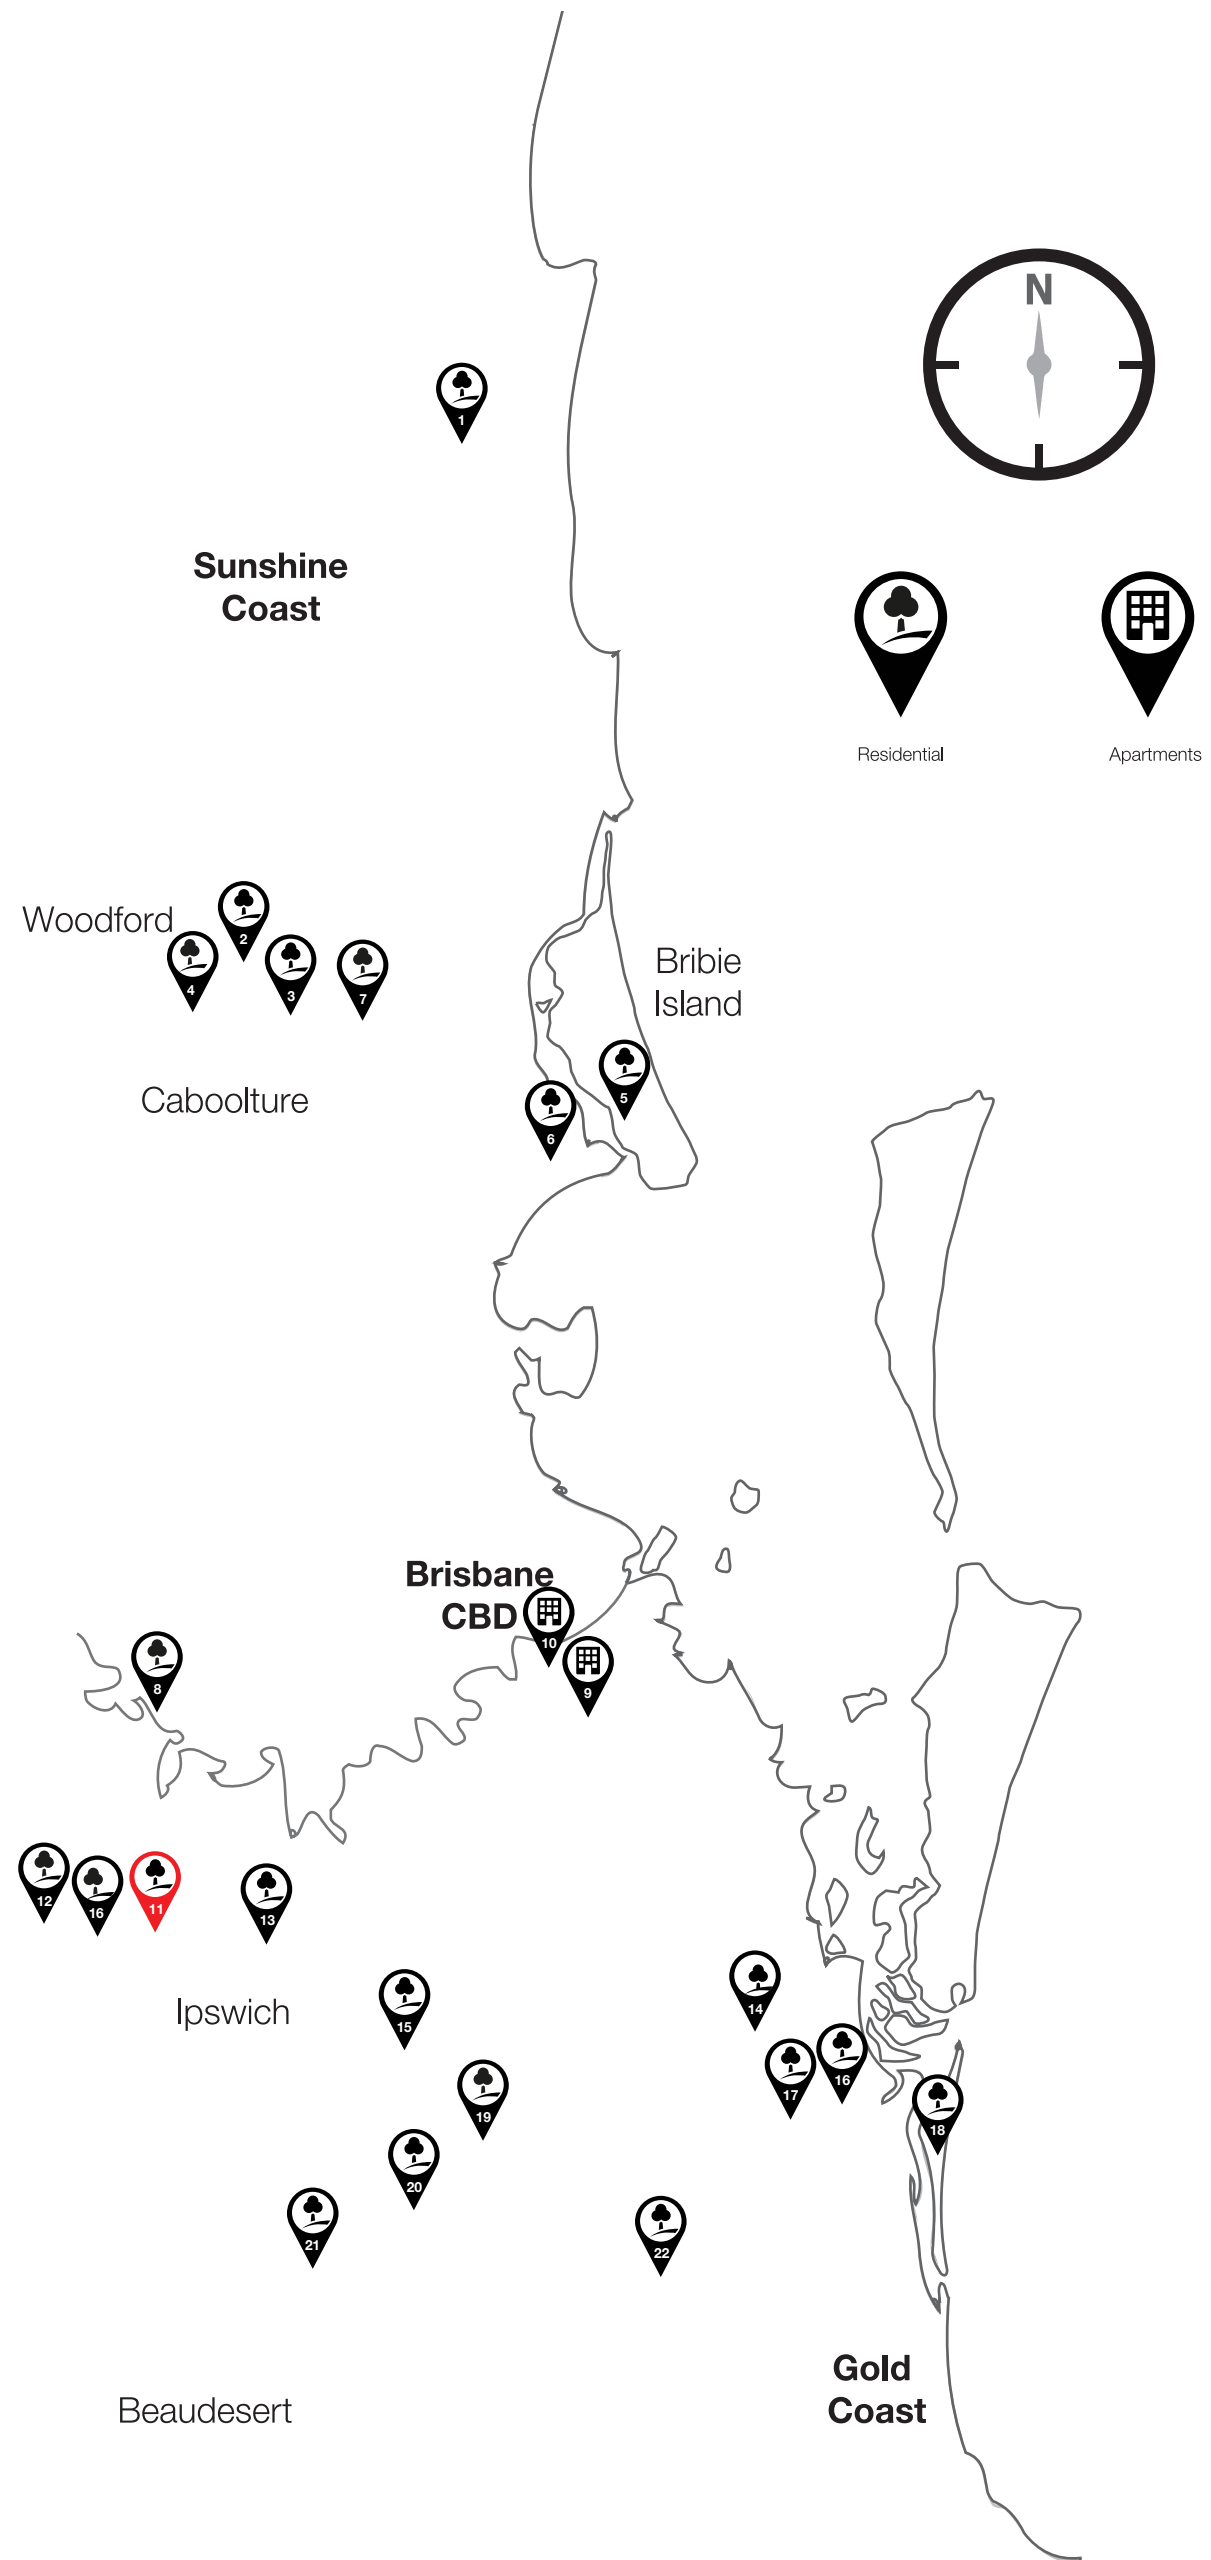 N
1
Sunshine
Coast
Residential
Apartments
Woodford
2
4
3
7
Bribie
Island
Caboolture
5
6
Brisbane
CBD
10
8
9
12
16
11
13
Ipswich
15
14
17
16
19
18
20
21
22
Gold
Coast
Beaudesert